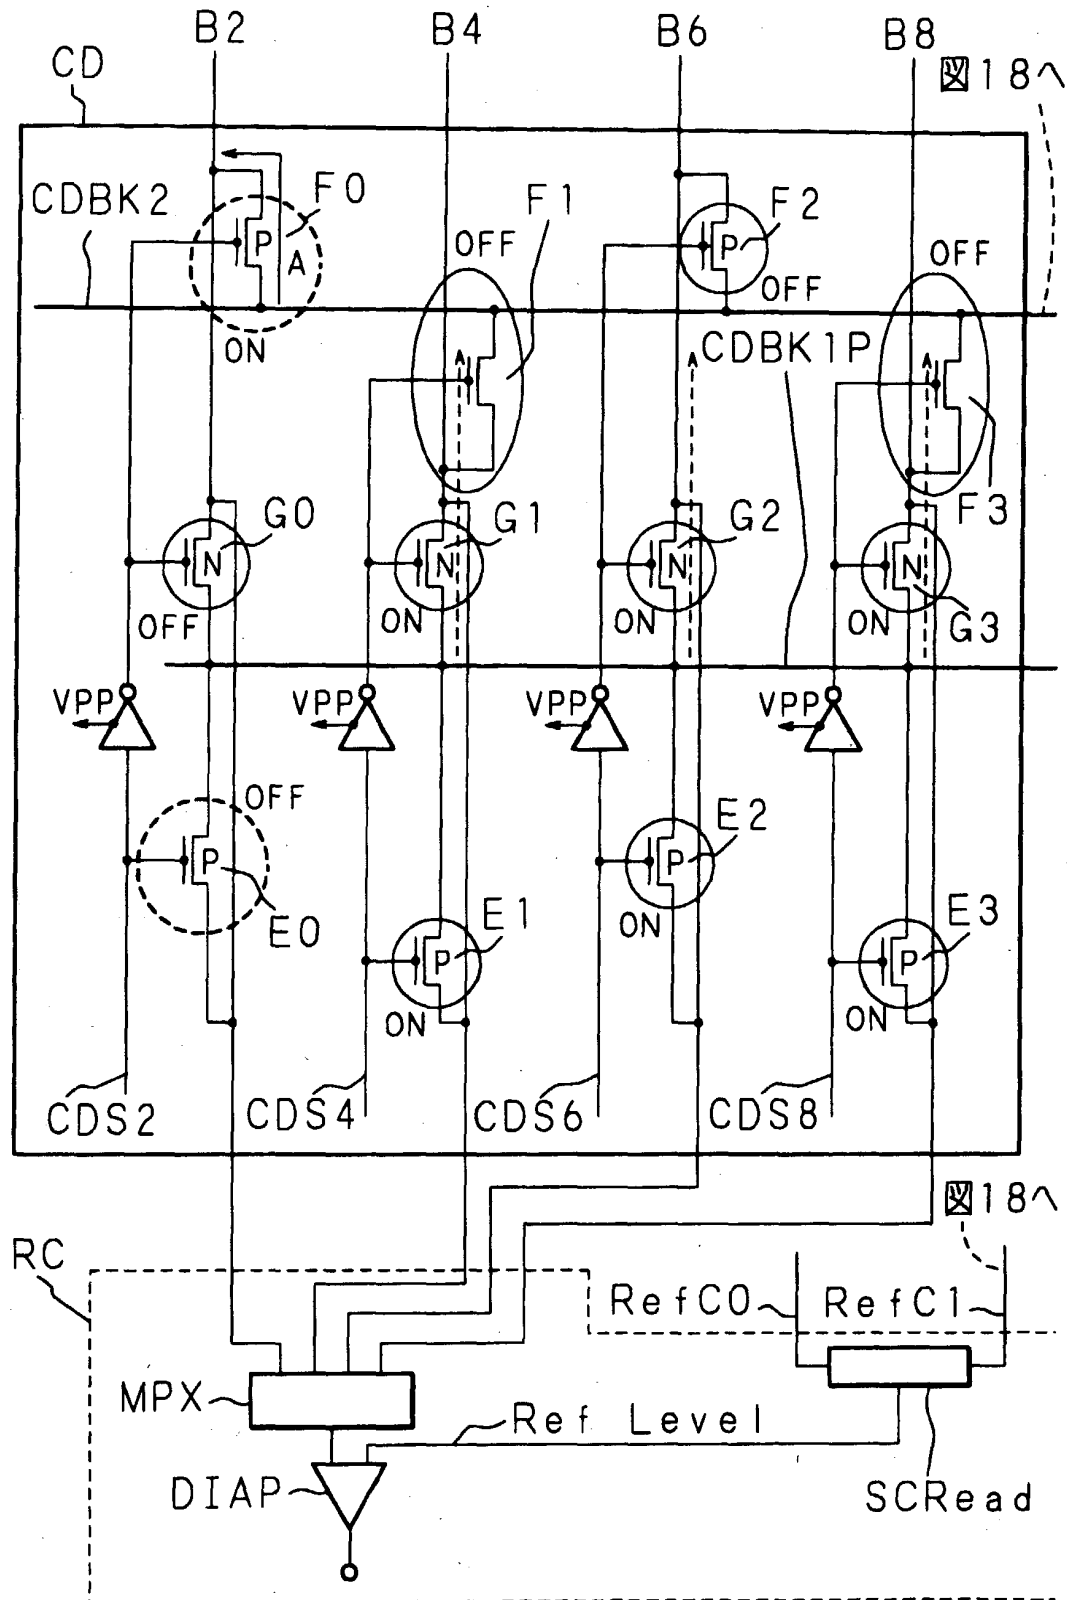 B2
B4
B6
B8
CD
図18へ
CDBK2
F0
F1
F2
P
A
OFF
P
OFF
OFF
ON
CDBK1P
F3
G0
G1
G2
N
N
N
N
OFF
ON
ON
ON
G3
VPP
VPP
VPP
VPP
OFF
E2
P
P
E0
ON
E1
E3
P
P
ON
ON
CDS2
CDS4
CDS6
CDS8
図18へ
RC
RefC0
RefC1
MPX
Ref Level
DIAP
SCRead